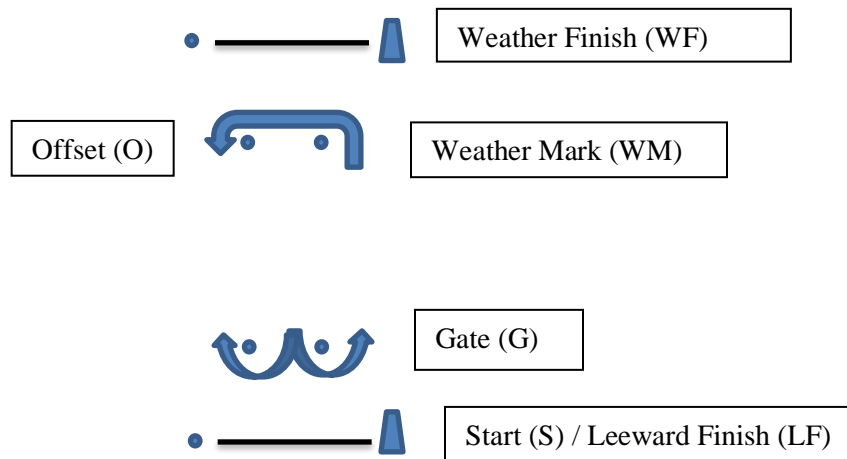 Weather Finish (WF)
Offset (O)
Weather Mark (WM)
Gate (G)
Start (S) / Leeward Finish (LF)